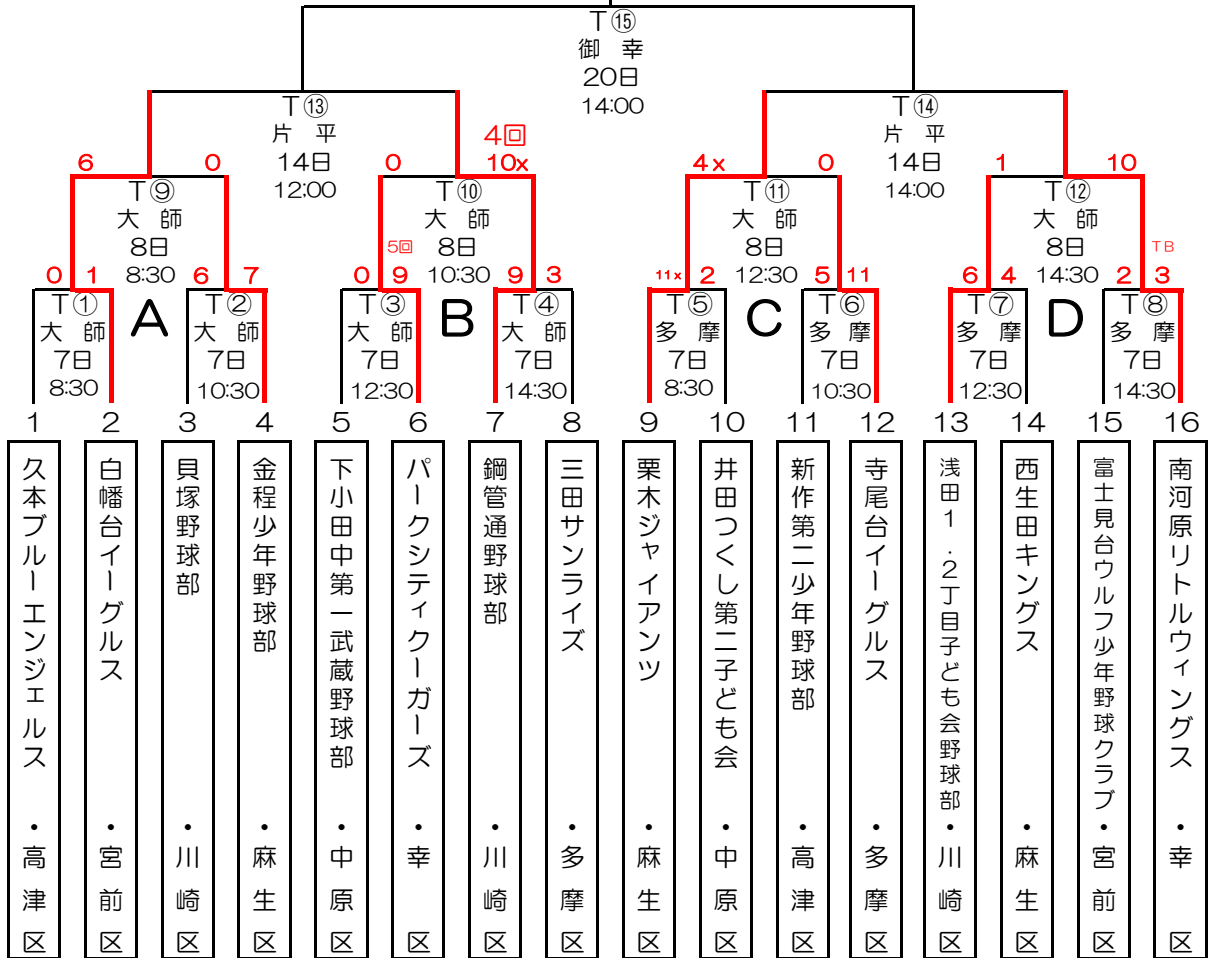 T⑮
御 幸
20日
14:00
T⑬
片 平
14日
12:00
T⑭
片 平
14日
14:00
6
0
0
4回
10x
4x
0
1
10
T⑨
大 師
8日
8:30
T⑩
大 師
8日
10:30
T⑪
大 師
8日
12:30
T⑫
大 師
8日
14:30
0
1
6
7
0
5回
9
9
3
11x
2
5
11
6
4
2
TB
3
A
B
C
D
T①
大 師
7日
8:30
T②
大 師
7日
10:30
T③
大 師
7日
12:30
T④
大 師
7日
14:30
T⑤
多 摩
7日
8:30
T⑥
多 摩
7日
10:30
T⑦
多 摩
7日
12:30
T⑧
多 摩
7日
14:30
1
2
3
4
5
6
7
8
9
10
11
12
13
14
15
16
久本ブルーエンジェルス ・高津区
白幡台イーグルス ・宮前区
貝塚野球部 ・川崎区
金程少年野球部 ・麻生区
下小田中第一武蔵野球部 ・中原区
パークシティクーガーズ ・幸 区
鋼管通野球部 ・川崎区
三田サンライズ ・多摩区
栗木ジャイアンツ ・麻生区
井田つくし第二子ども会 ・中原区
新作第二少年野球部 ・高津区
寺尾台イーグルス ・多摩区
浅田1．2丁目子ども会野球部・川崎区
西生田キングス ・麻生区
富士見台ウルフ少年野球クラブ・宮前区
南河原リトルウィングス ・幸 区